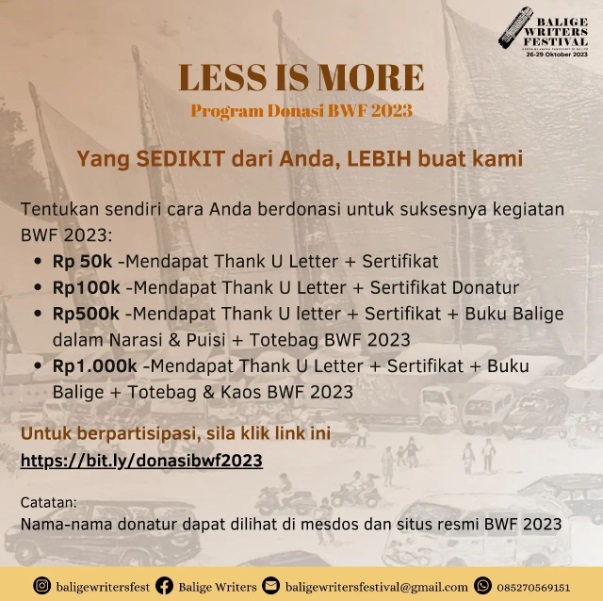 BALIGE
WRITERS
FESTIVAL
26-29 Oktober 2023
LESS IS MORE
Program Donasi BWF 2023
Yang SEDIKIT dari Anda, LEBIH buat kami
Tentukan sendiri cara Anda berdonasi untuk suksesnya kegiatan
BWF 2023:
• Rp 50k -Mendapat Thank U Letter + Sertifikat
• Rp100k -Mendapat Thank U Letter + Sertifikat Donatur
• Rp500k -Mendapat Thank U letter + Sertifikat + Buku Balige
dalam Narasi & Puisi + Totebag BWF 2023
• Rp1.000k -Mendapat Thank U Letter + Sertifikat + Buku
Balige + Totebag & Kaos BWF 2023
Untuk berpartisipasi, sila klik link ini
https://bit.ly/donasibwf2023
Catatan:
Nama-nama donatur dapat dilihat di mesdos dan situs resmi BWF 2023
baligewritersfest Balige Writers baligewritersfestival@gmail.com 085270569151